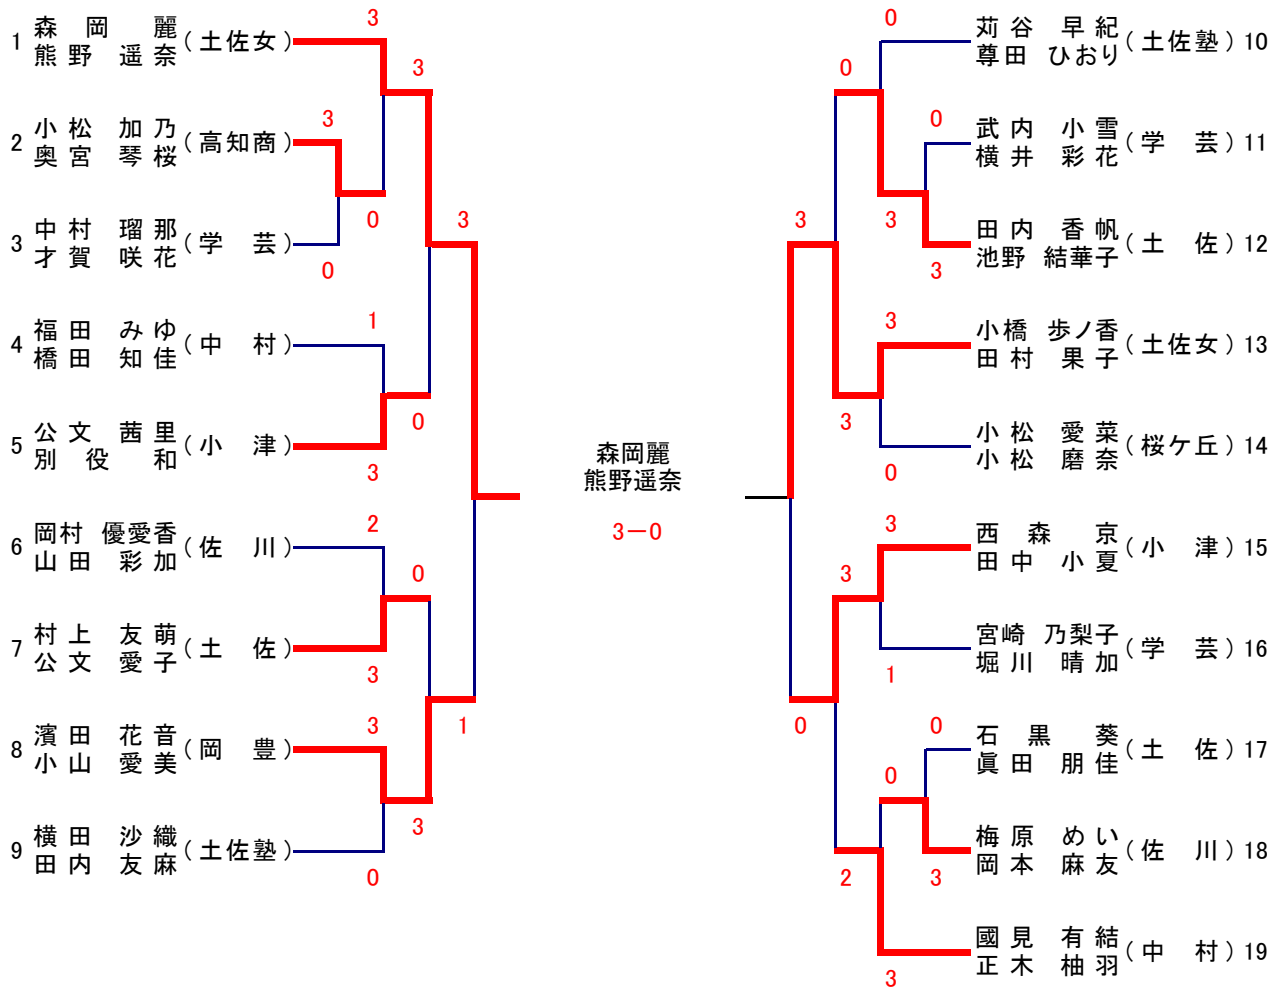 1 森岡麗 熊野遥奈 (土佐女) 3
3
2 小松加乃 奥宮琴桜 (高知商) 3
0
3 中村瑠那 才賀咲花 (学芸) 0
3
4 福田みゆ 橋田知佳 (中村) 1
0
5 公文茜里 別役和 (小津) 3
6 岡村優愛香 山田彩加 (佐川) 2
0
7 村上友萌 公文愛子 (土佐) 3
1
8 濱田花音 小山愛美 (岡豊) 3
3
9 横田沙織 田内友麻 (土佐塾) 0
森岡麗
熊野遥奈
3-0
0 苅谷早紀 尊田ひおり (土佐塾) 10
0
0 武内小雪 横井彩花 (学芸) 11
3
3 田内香帆 池野結華子 (土佐) 12
3
3 小橋歩ノ香 田村果子 (土佐女) 13
3
0 小松愛菜 小松磨奈 (桜ケ丘) 14
3 西森京 田中小夏 (小津) 15
3
1 宮崎乃梨子 堀川晴加 (学芸) 16
0
0 石黒葵 眞田朋佳 (土佐) 17
0
3 梅原めい 岡本麻友 (佐川) 18
2
3 國見有結 正木柚羽 (中村) 19